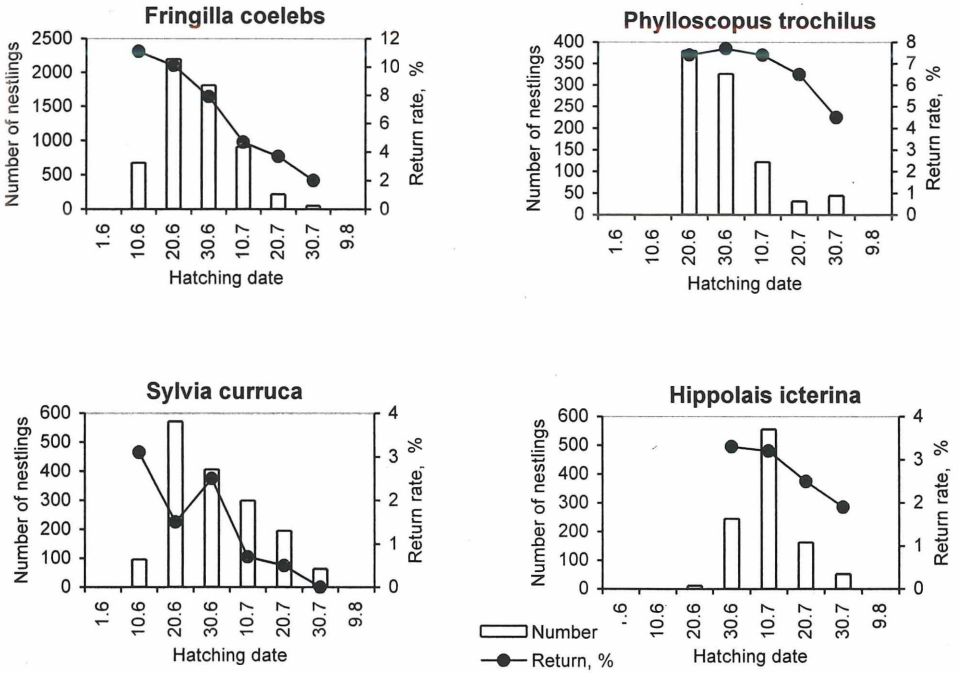 Fringilla coelebs
Number of nestlings
2500
2000
1500
1000
500
0
12
10
8
6
4
2
0
Return rate, %
1.6 10.6 20.6 30.6 10.7 20.7 30.7 9.8
Hatching date
Phylloscopus trochilus
Number of nestlings
400
350
300
250
200
150
100
50
0
8
7
6
5
4
3
2
1
0
Return rate, %
1.6 10.6 20.6 30.6 10.7 20.7 30.7 9.8
Hatching date
Sylvia curruca
Number of nestlings
600
500
400
300
200
100
0
4
3
2
1
0
Return rate, %
1.6 10.6 20.6 30.6 10.7 20.7 30.7 9.8
Hatching date
Hippolais icterina
Number of nestlings
600
500
400
300
200
100
0
4
3
2
1
0
Return rate, %
10.6 20.6 30.6 10.7 20.7 30.7 9.8
Hatching date
Number
Return, %